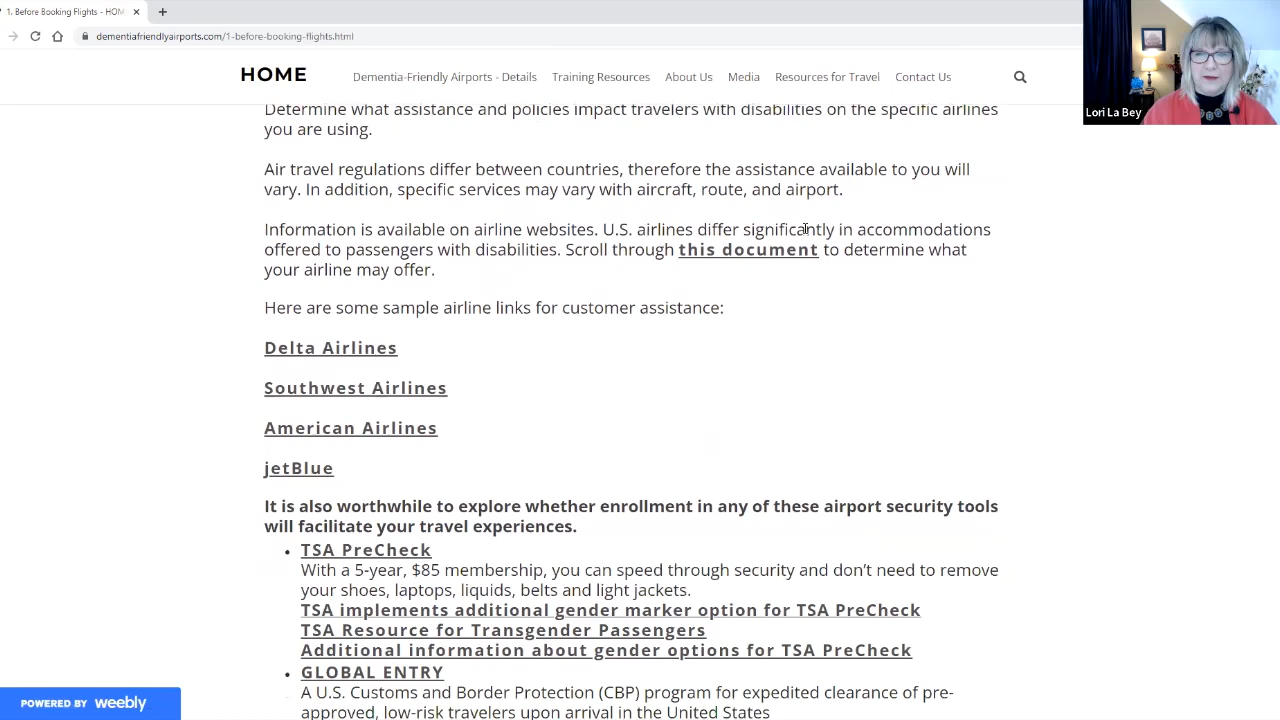 1. Before Booking Flights - HOM
dementiafriendlyairports.com/1-before-booking-flights.html
HOME
Dementia-Friendly Airports - Details
Training Resources
About Us
Media
Resources for Travel
Contact Us
Lori La Bey
Determine what assistance and policies impact travelers with disabilities on the specific airlines
you are using.
Air travel regulations differ between countries, therefore the assistance available to you will
vary. In addition, specific services may vary with aircraft, route, and airport.
Information is available on airline websites. U.S. airlines differ significantly in accommodations
offered to passengers with disabilities. Scroll through this document to determine what
your airline may offer.
Here are some sample airline links for customer assistance:
Delta Airlines
Southwest Airlines
American Airlines
jetBlue
It is also worthwhile to explore whether enrollment in any of these airport security tools
will facilitate your travel experiences.
• TSA PreCheck
With a 5-year, $85 membership, you can speed through security and don't need to remove
your shoes, laptops, liquids, belts and light jackets.
TSA implements additional gender marker option for TSA PreCheck
TSA Resource for Transgender Passengers
Additional information about gender options for TSA PreCheck
• GLOBAL ENTRY
A U.S. Customs and Border Protection (CBP) program for expedited clearance of pre-
approved, low-risk travelers upon arrival in the United States
POWERED BY weebly